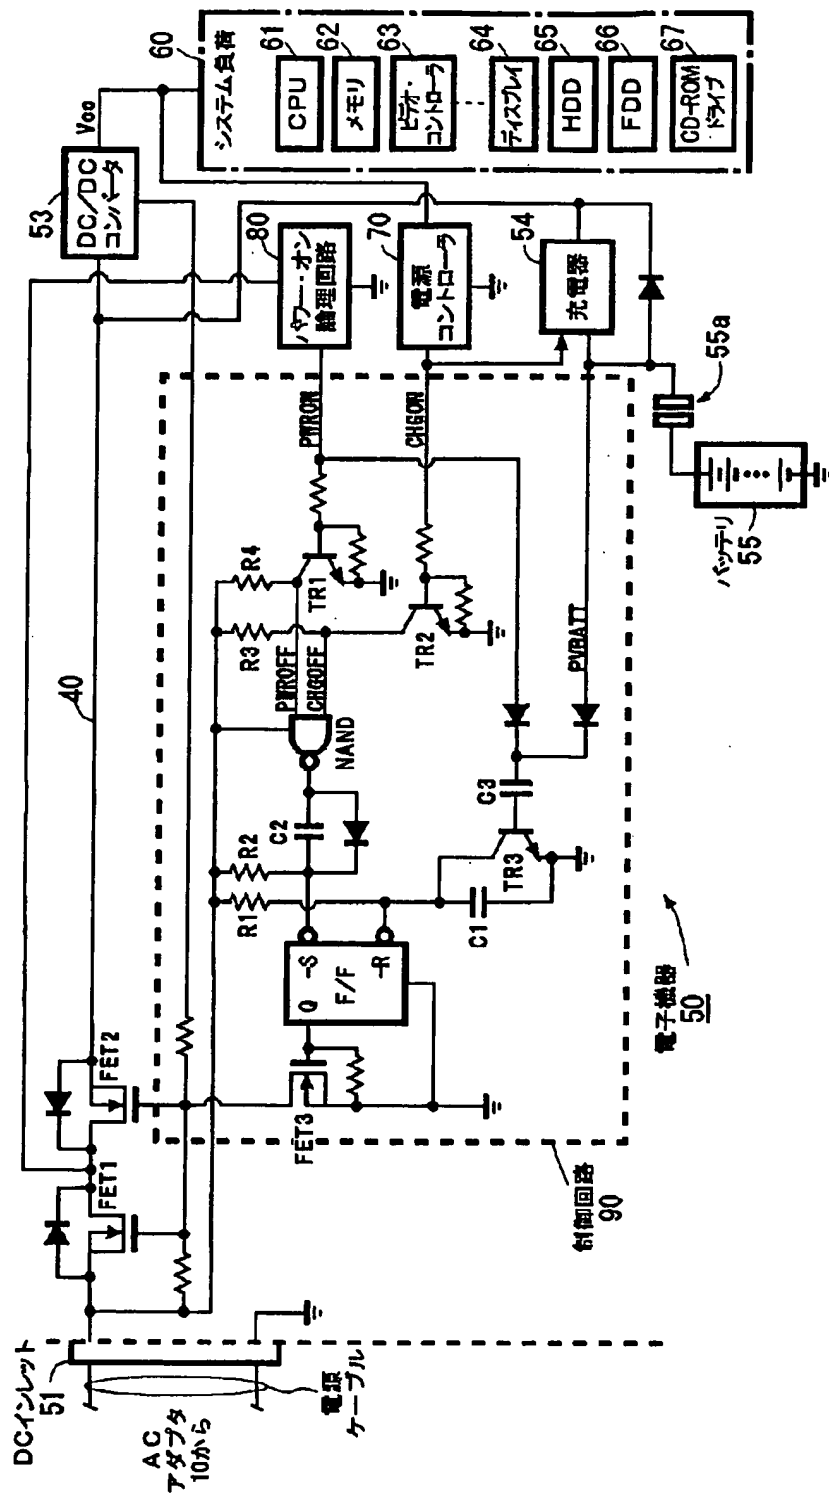 DCインレット
51
AC
アダプタ
10から
電源
ケーブル
FET1
FET2
40
53
DC/DC
コンバータ
Voo
60
システム負荷
61
CPU
62
メモリ
63
ビデオ・
コントローラ
64
ディスプレイ
65
HDD
66
FDD
67
CD-ROM
ドライブ
80
パワー・オン
論理回路
70
電源
コントローラ
54
充電器
55a
バッテリ
55
PWRON
CHGON
R4
R3
TR1
TR2
PWROFF
CHGOFF
NAND
PVBATT
C2
R2
R1
C3
TR3
C1
-S
Q
F/F
-R
FET3
制御回路
90
電子機器
50